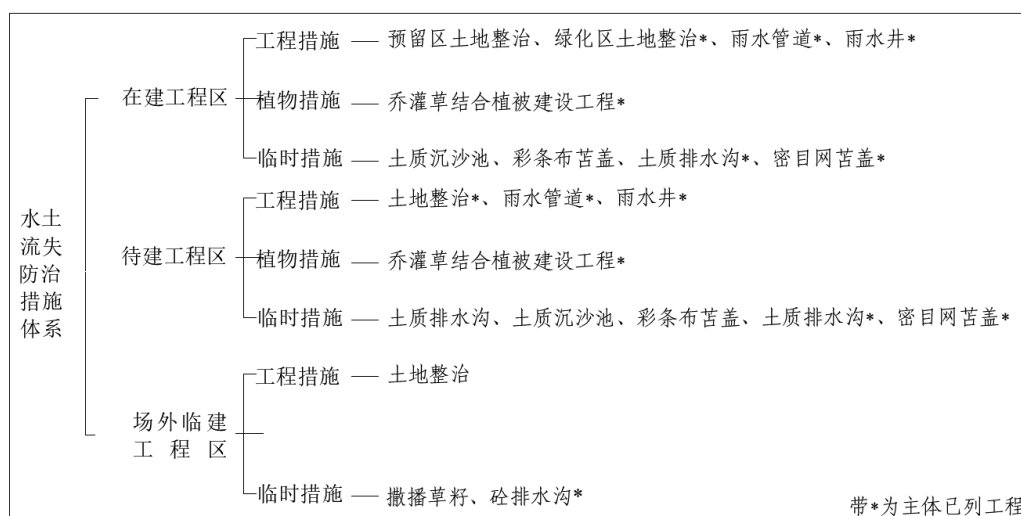 工程措施 — 预留区土地整治、绿化区土地整治*、雨水管道*、雨水井*
在建工程区
植物措施 — 乔灌草结合植被建设工程*
临时措施 — 土质沉沙池、彩条布苫盖、土质排水沟*、密目网苫盖*
水土
流失
防治
措施
体系
工程措施 — 土地整治*、雨水管道*、雨水井*
待建工程区
植物措施 — 乔灌草结合植被建设工程*
临时措施 — 土质排水沟、土质沉沙池、彩条布苫盖、土质排水沟*、密目网苫盖*
工程措施 — 土地整治
场外临建
工程区
临时措施 — 撒播草籽、砼排水沟*
带*为主体已列工程